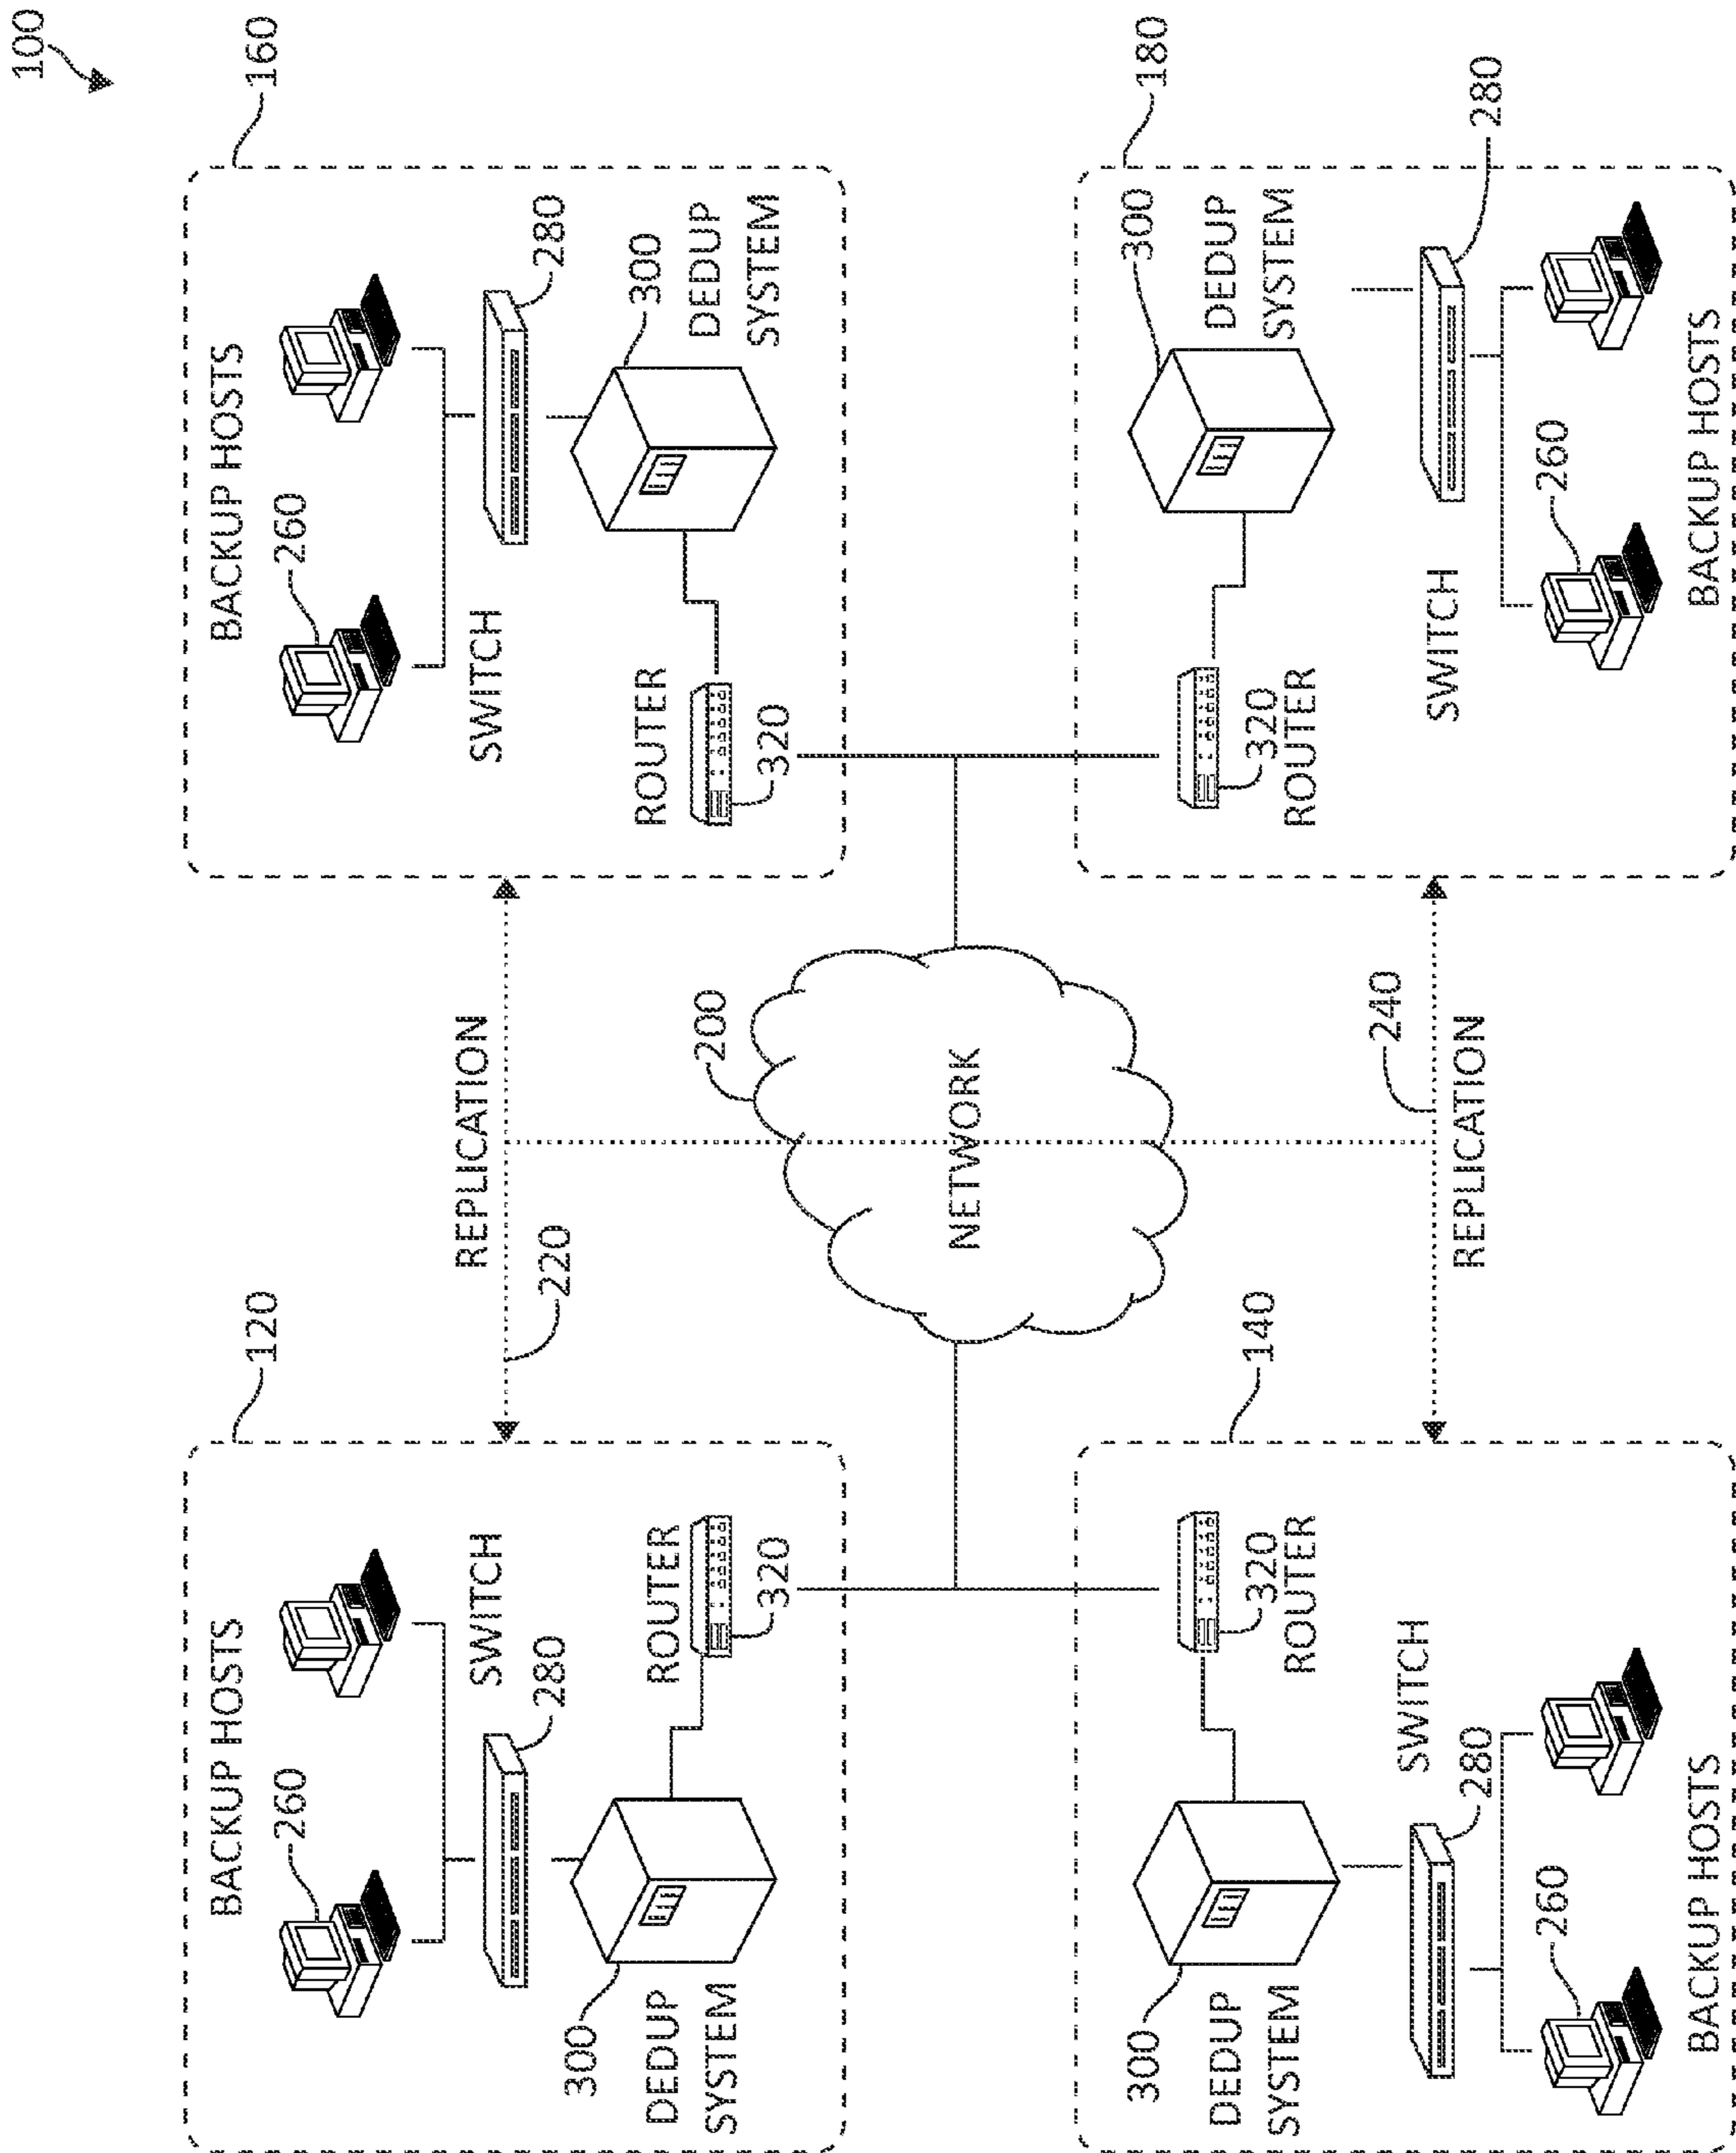 100
120
BACKUP HOSTS
260
SWITCH
280
300
DEDUP
SYSTEM
ROUTER
320
REPLICATION
220
160
BACKUP HOSTS
260
SWITCH
280
300
DEDUP
SYSTEM
ROUTER
320
200
NETWORK
140
300
DEDUP
SYSTEM
320
ROUTER
SWITCH
280
260
BACKUP HOSTS
240
REPLICATION
180
300
DEDUP
SYSTEM
320
ROUTER
SWITCH
280
260
BACKUP HOSTS